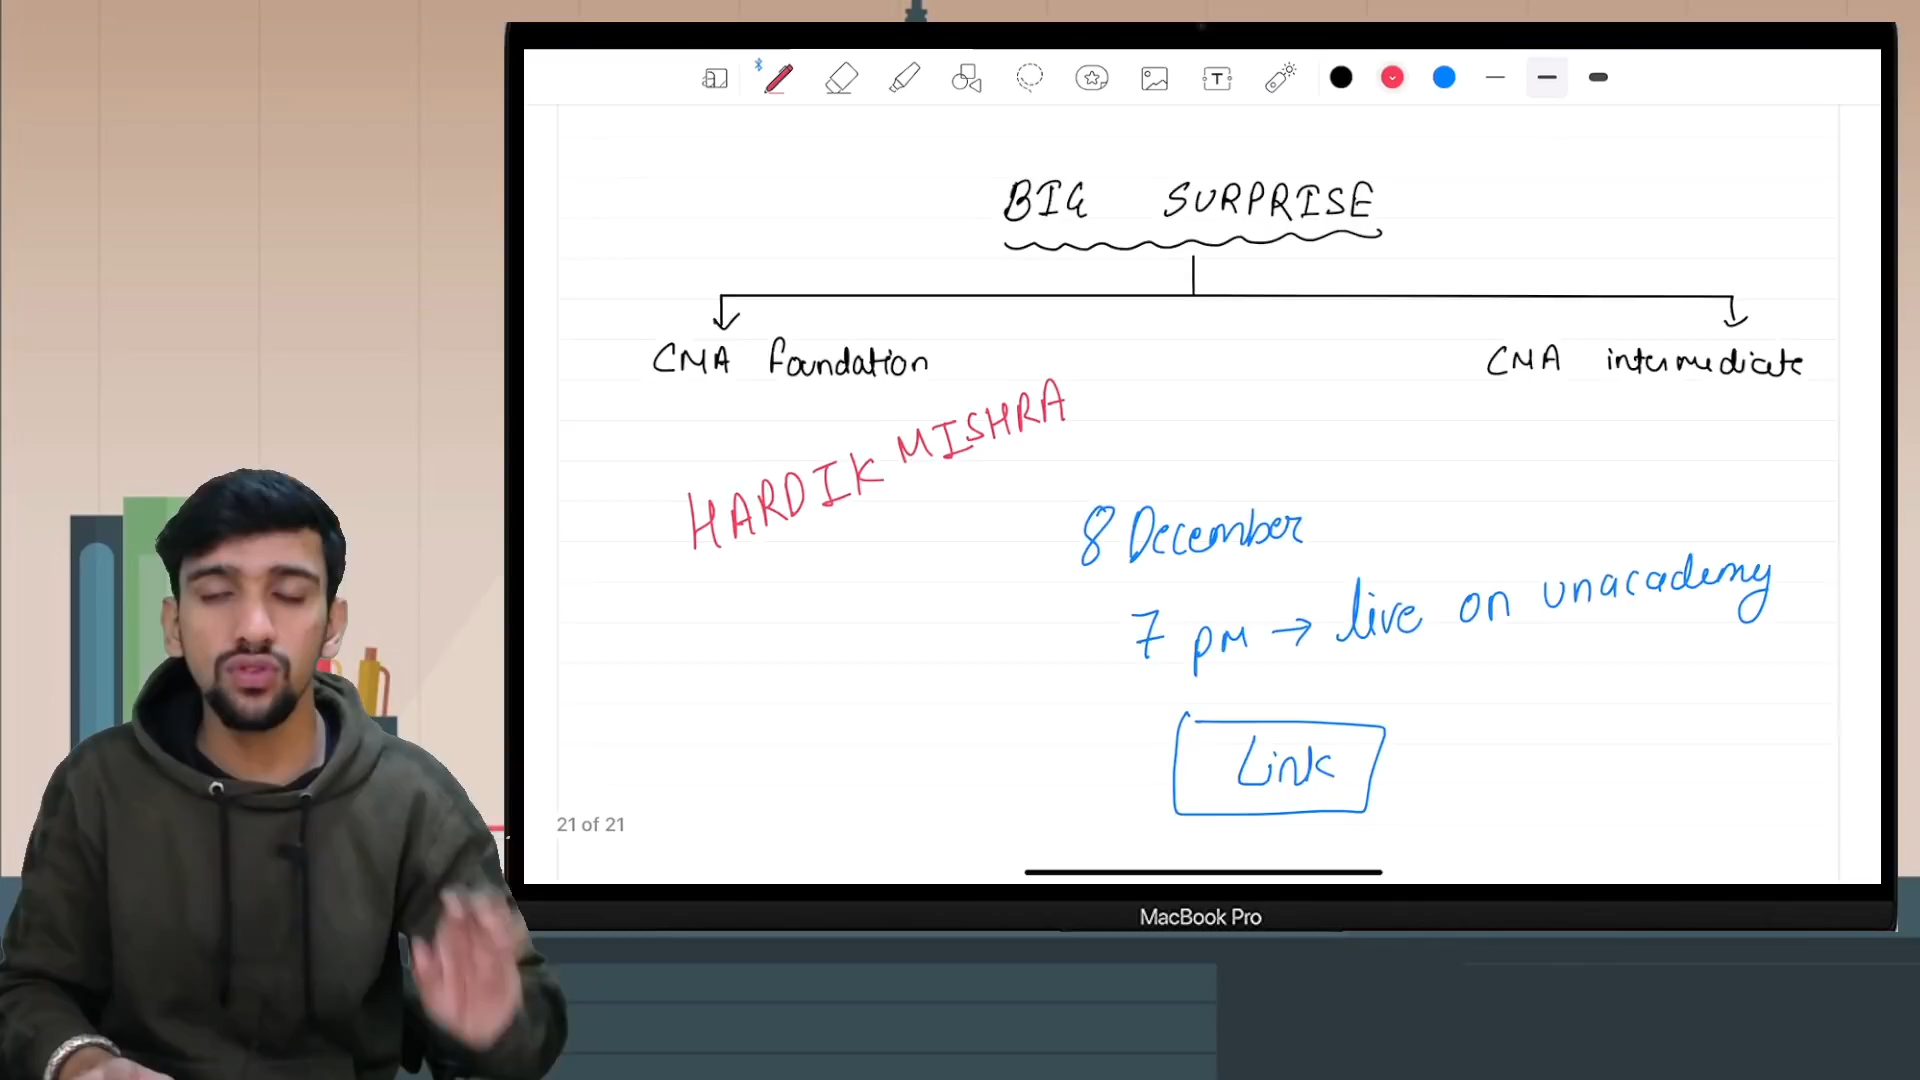 BIG SURPRISE
CMA foundation
CMA intermediate
HARDIK MISHRA
8 December
7 pm → live on unacademy
Link
21 of 21
MacBook Pro